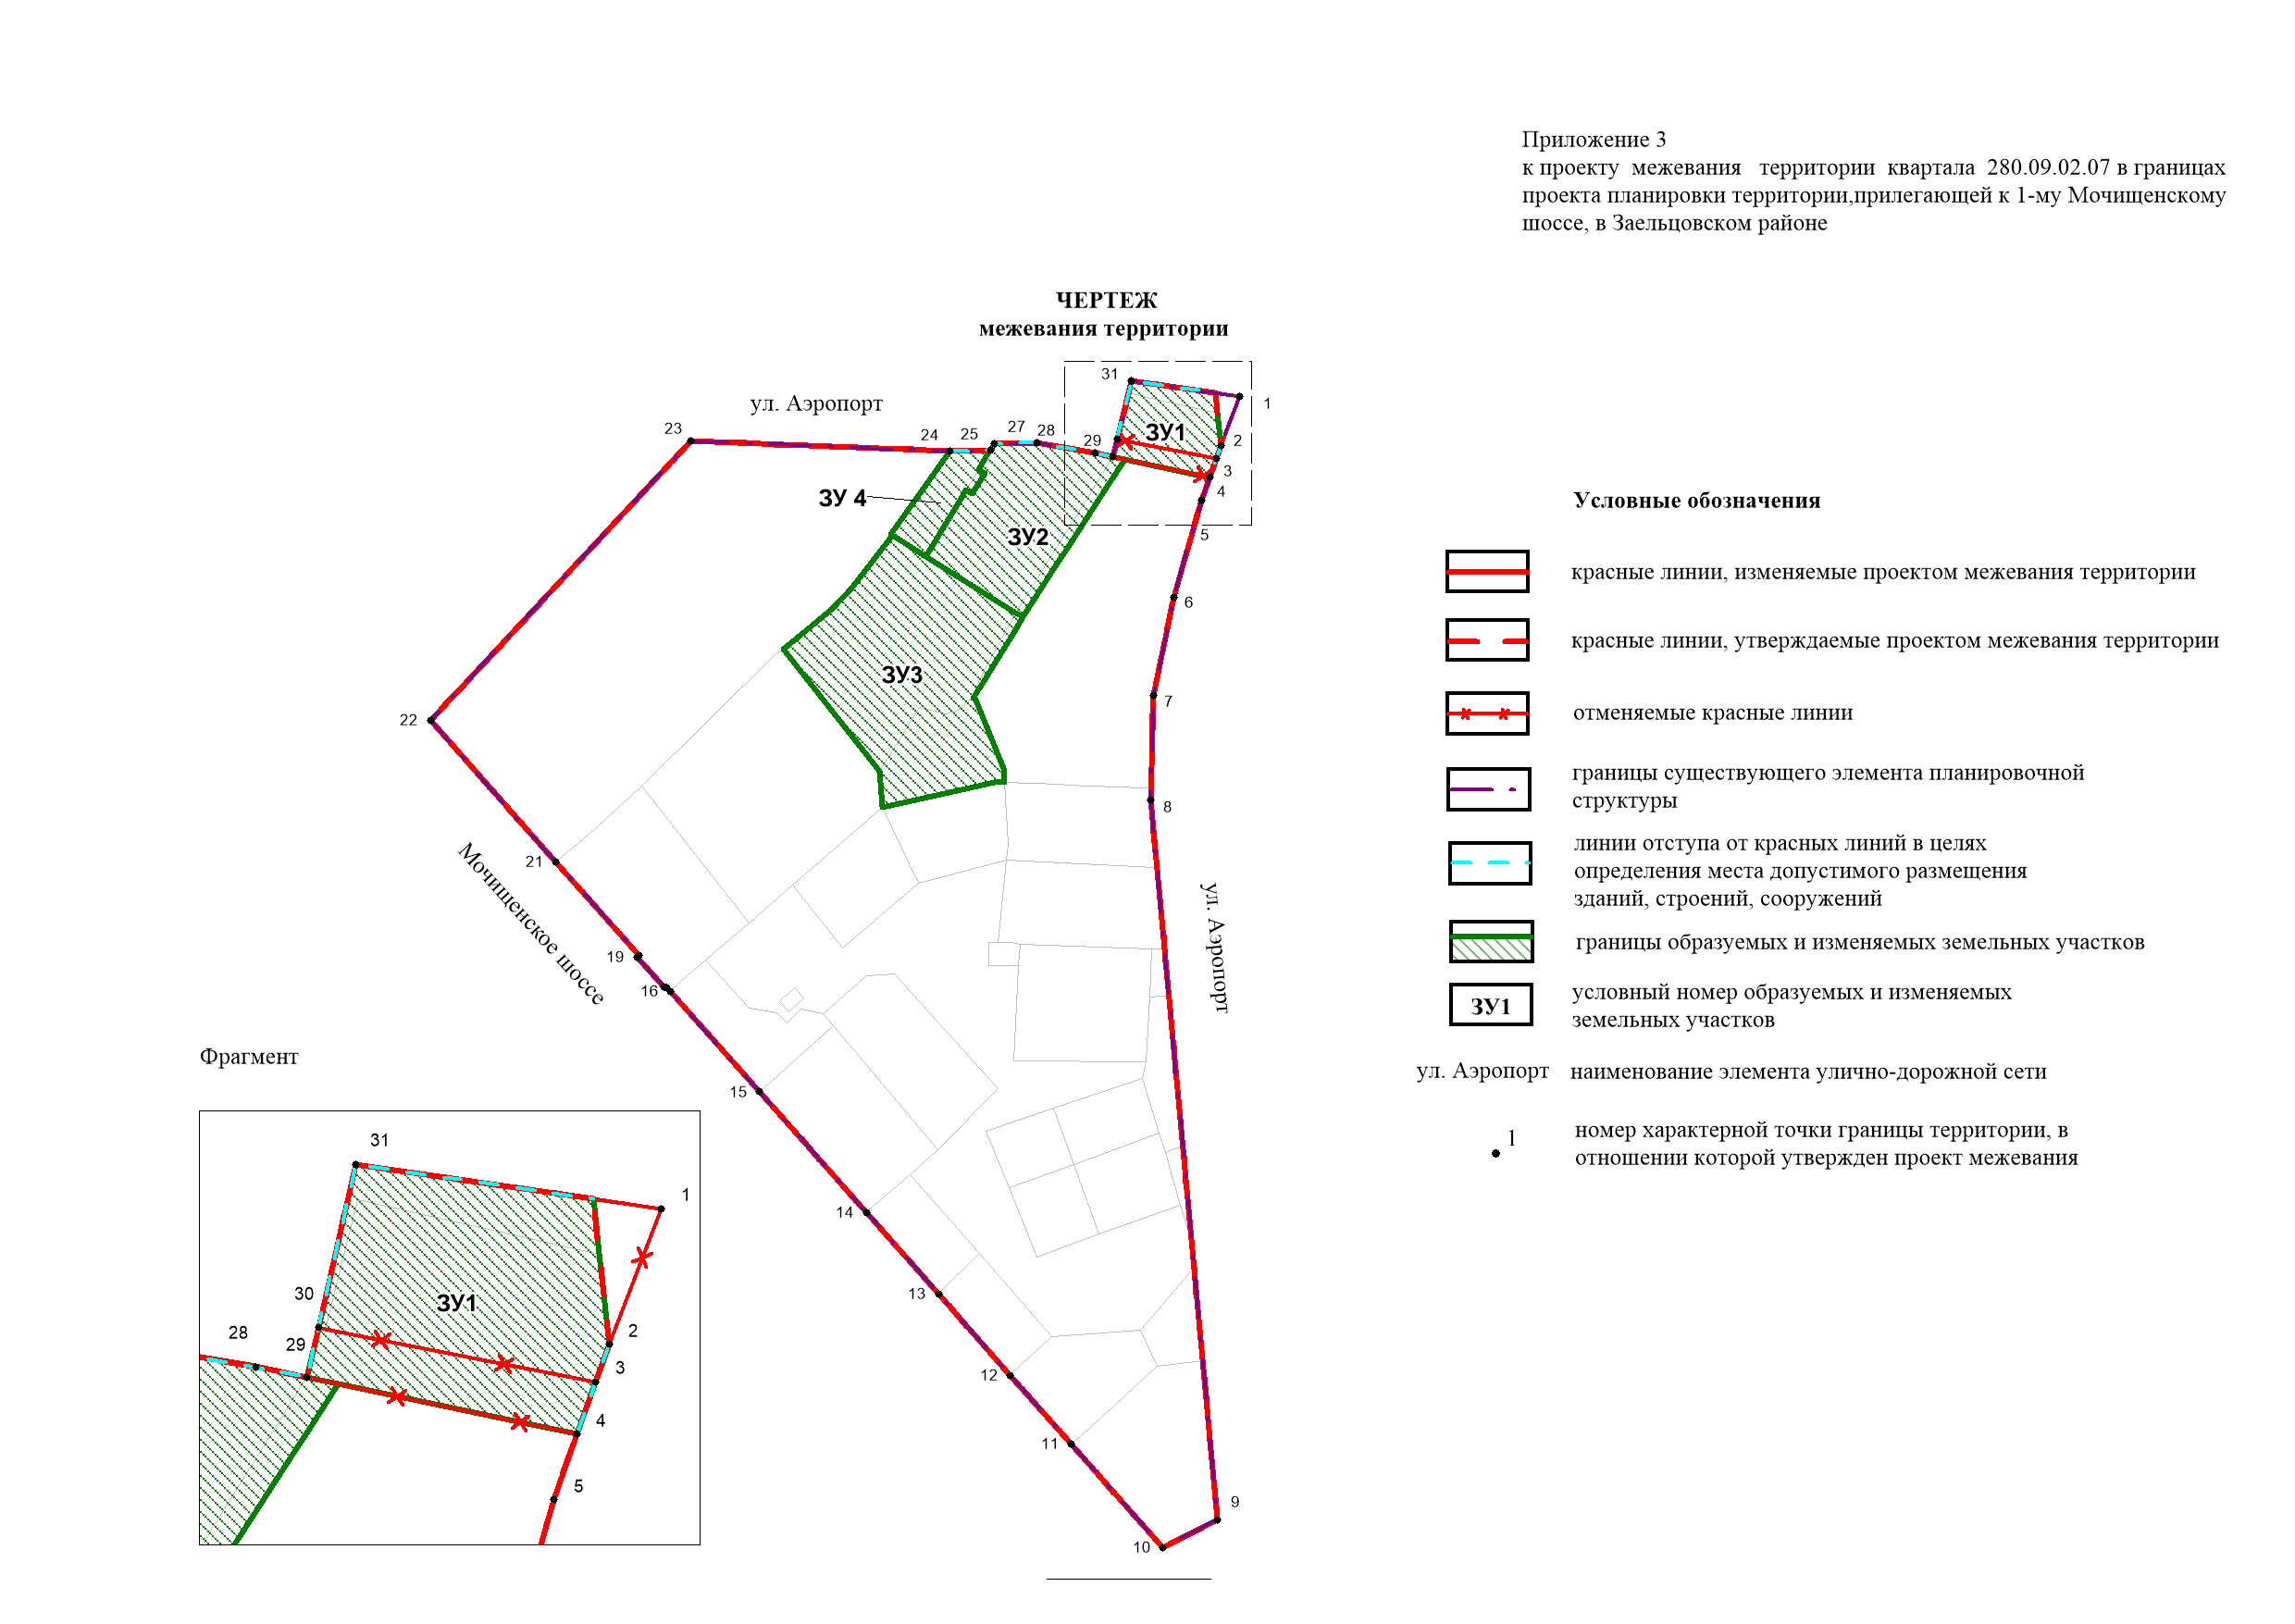 Приложение 3
к проекту межевания территории квартала 280.09.02.07 в границах
проекта планировки территории,прилегающей к 1-му Мочищенскому
шоссе, в Заельцовском районе
ЧЕРТЕЖ
межевания территории
31
1
ул. Аэропорт
23
24
25
27
28
29
ЗУ1
2
3
4
5
ЗУ 4
ЗУ2
6
ЗУ3
7
22
8
21
Мочищенское шоссе
ул. Аэропорт
19
16
15
14
13
12
11
9
10
Фрагмент
31
1
30
ЗУ1
28
29
2
3
4
5
Условные обозначения
красные линии, изменяемые проектом межевания территории
красные линии, утверждаемые проектом межевания территории
отменяемые красные линии
границы существующего элемента планировочной
структуры
линии отступа от красных линий в целях
определения места допустимого размещения
зданий, строений, сооружений
границы образуемых и изменяемых земельных участков
ЗУ1
условный номер образуемых и изменяемых
земельных участков
ул. Аэропорт наименование элемента улично-дорожной сети
1
номер характерной точки границы территории, в
отношении которой утвержден проект межевания